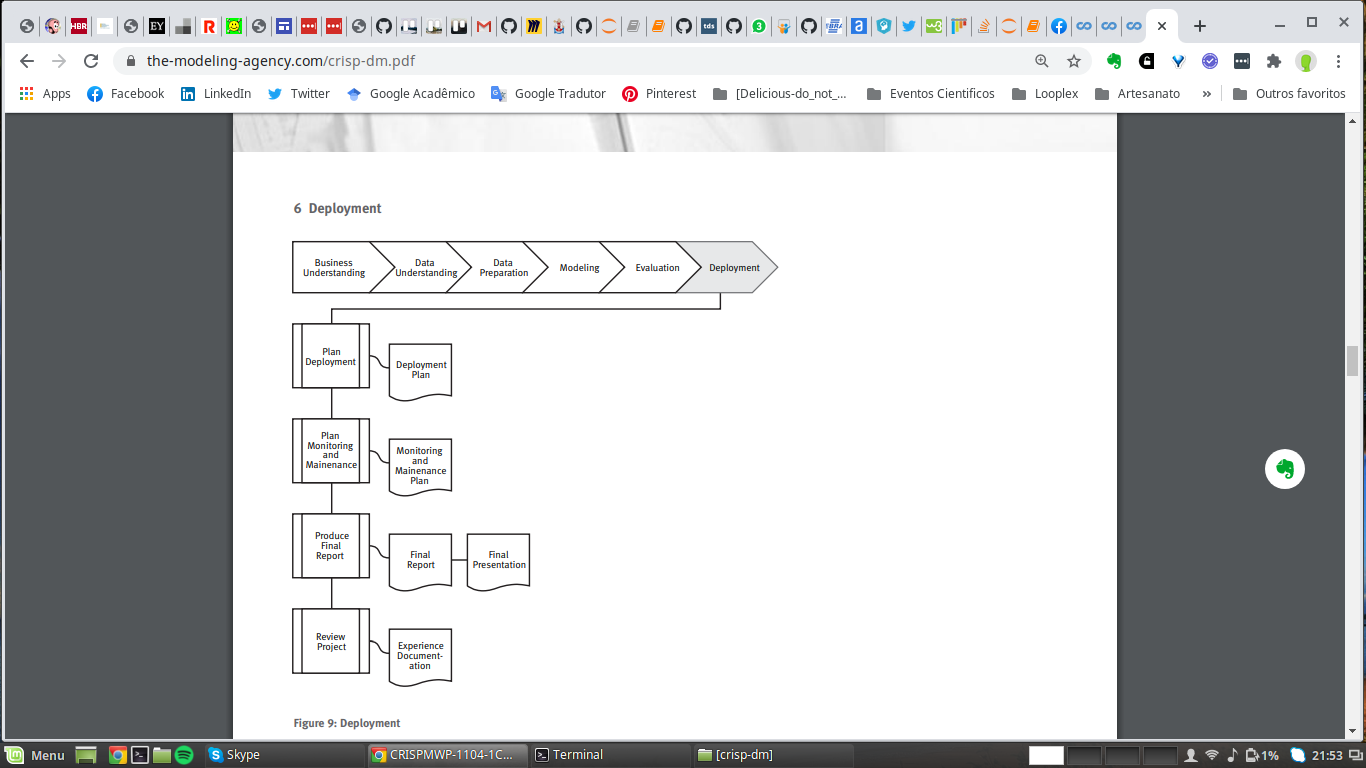 HBR
EY
R
tds
3
a
w3
the-modeling-agency.com/crisp-dm.pdf
Apps
Facebook
LinkedIn
Twitter
Google Acadêmico
Google Tradutor
Pinterest
[Delicious-do_not_...
Eventos Cientificos
Looplex
Artesanato
»
Outros favoritos
6 Deployment
Business
Understanding
Data
Understanding
Data
Preparation
Modeling
Evaluation
Deployment
Plan
Deployment
Deployment
Plan
Plan
Monitoring
and
Mainenance
Monitoring
and
Mainenance
Plan
Produce
Final
Report
Final
Report
Final
Presentation
Review
Project
Experience
Document-
ation
Figure 9: Deployment
Menu
Skype
CRISPMWP-1104-1C...
Terminal
[crisp-dm]
1%
21:53